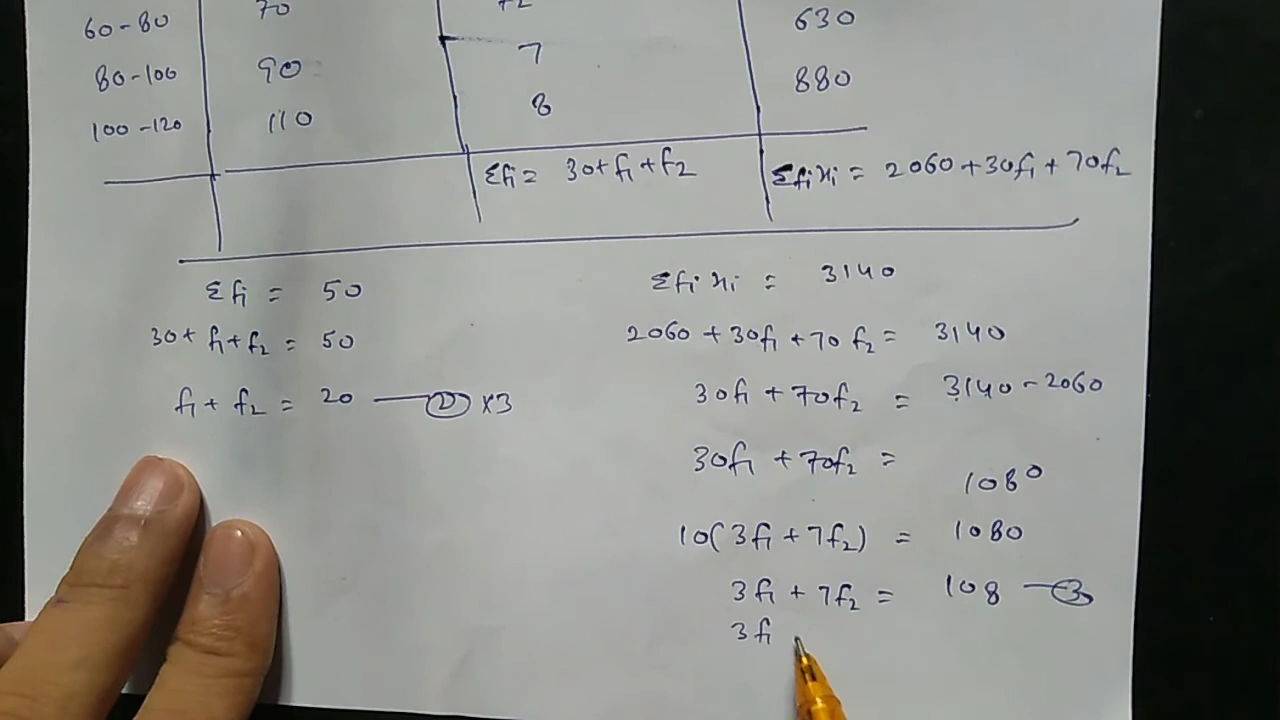 60-80 70 f2 630
80-100 90 7 880
100-120 110 8
Σfi = 30+f1+f2 Σfixi = 2060+30f1+70f2
Σfi = 50
30+f1+f2 = 50
f1+f2 = 20 — ② ×3
Σfixi = 3140
2060+30f1+70f2 = 3140
30f1+70f2 = 3140-2060
30f1+70f2 = 1080
10(3f1+7f2) = 1080
3f1+7f2 = 108 — ③
3f1